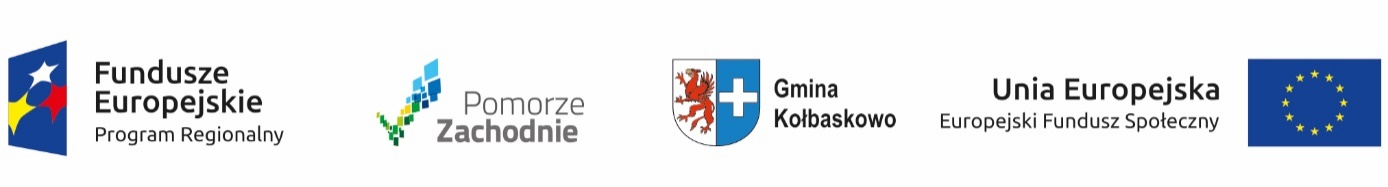 Fundusze
Europejskie
Program Regionalny
Pomorze
Zachodnie
Gmina
Kołbaskowo
Unia Europejska
Europejski Fundusz Społeczny